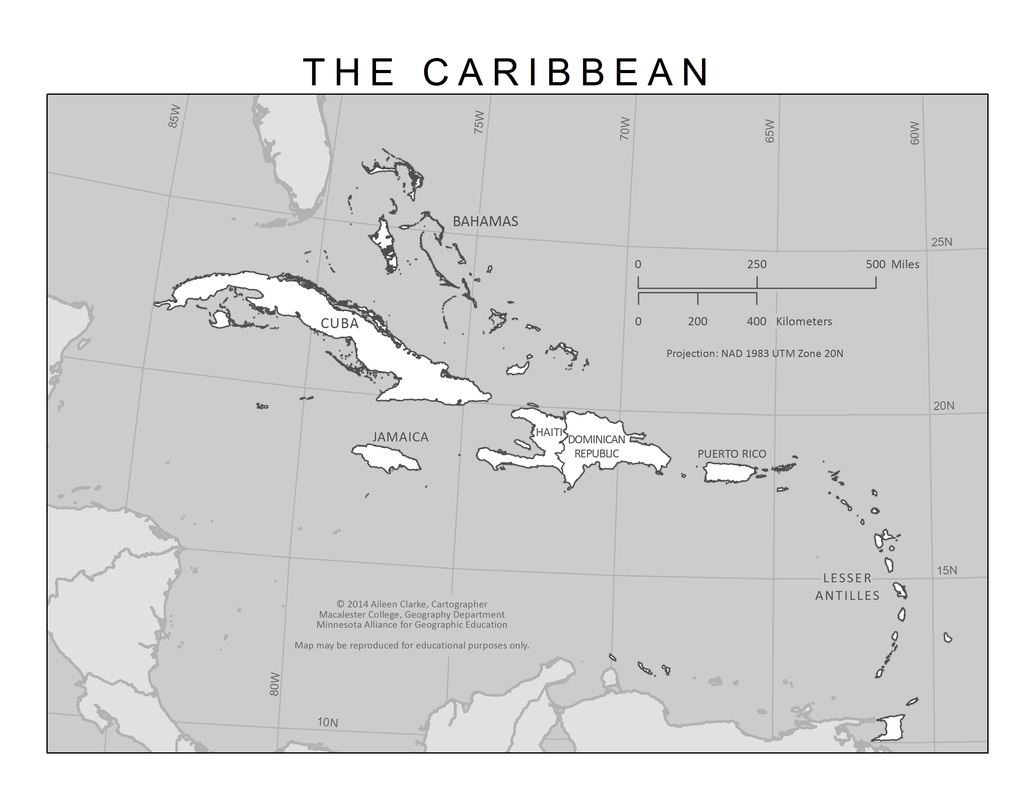 THE CARIBBEAN
85W
75W
70W
65W
60W
BAHAMAS
25N
0 250 500 Miles
0 200 400 Kilometers
CUBA
Projection: NAD 1983 UTM Zone 20N
20N
JAMAICA
HAITI
DOMINICAN
REPUBLIC
PUERTO RICO
15N
LESSER
ANTILLES
© 2014 Aileen Clarke, Cartographer
Macalester College, Geography Department
Minnesota Alliance for Geographic Education
Map may be reproduced for educational purposes only.
80W
10N